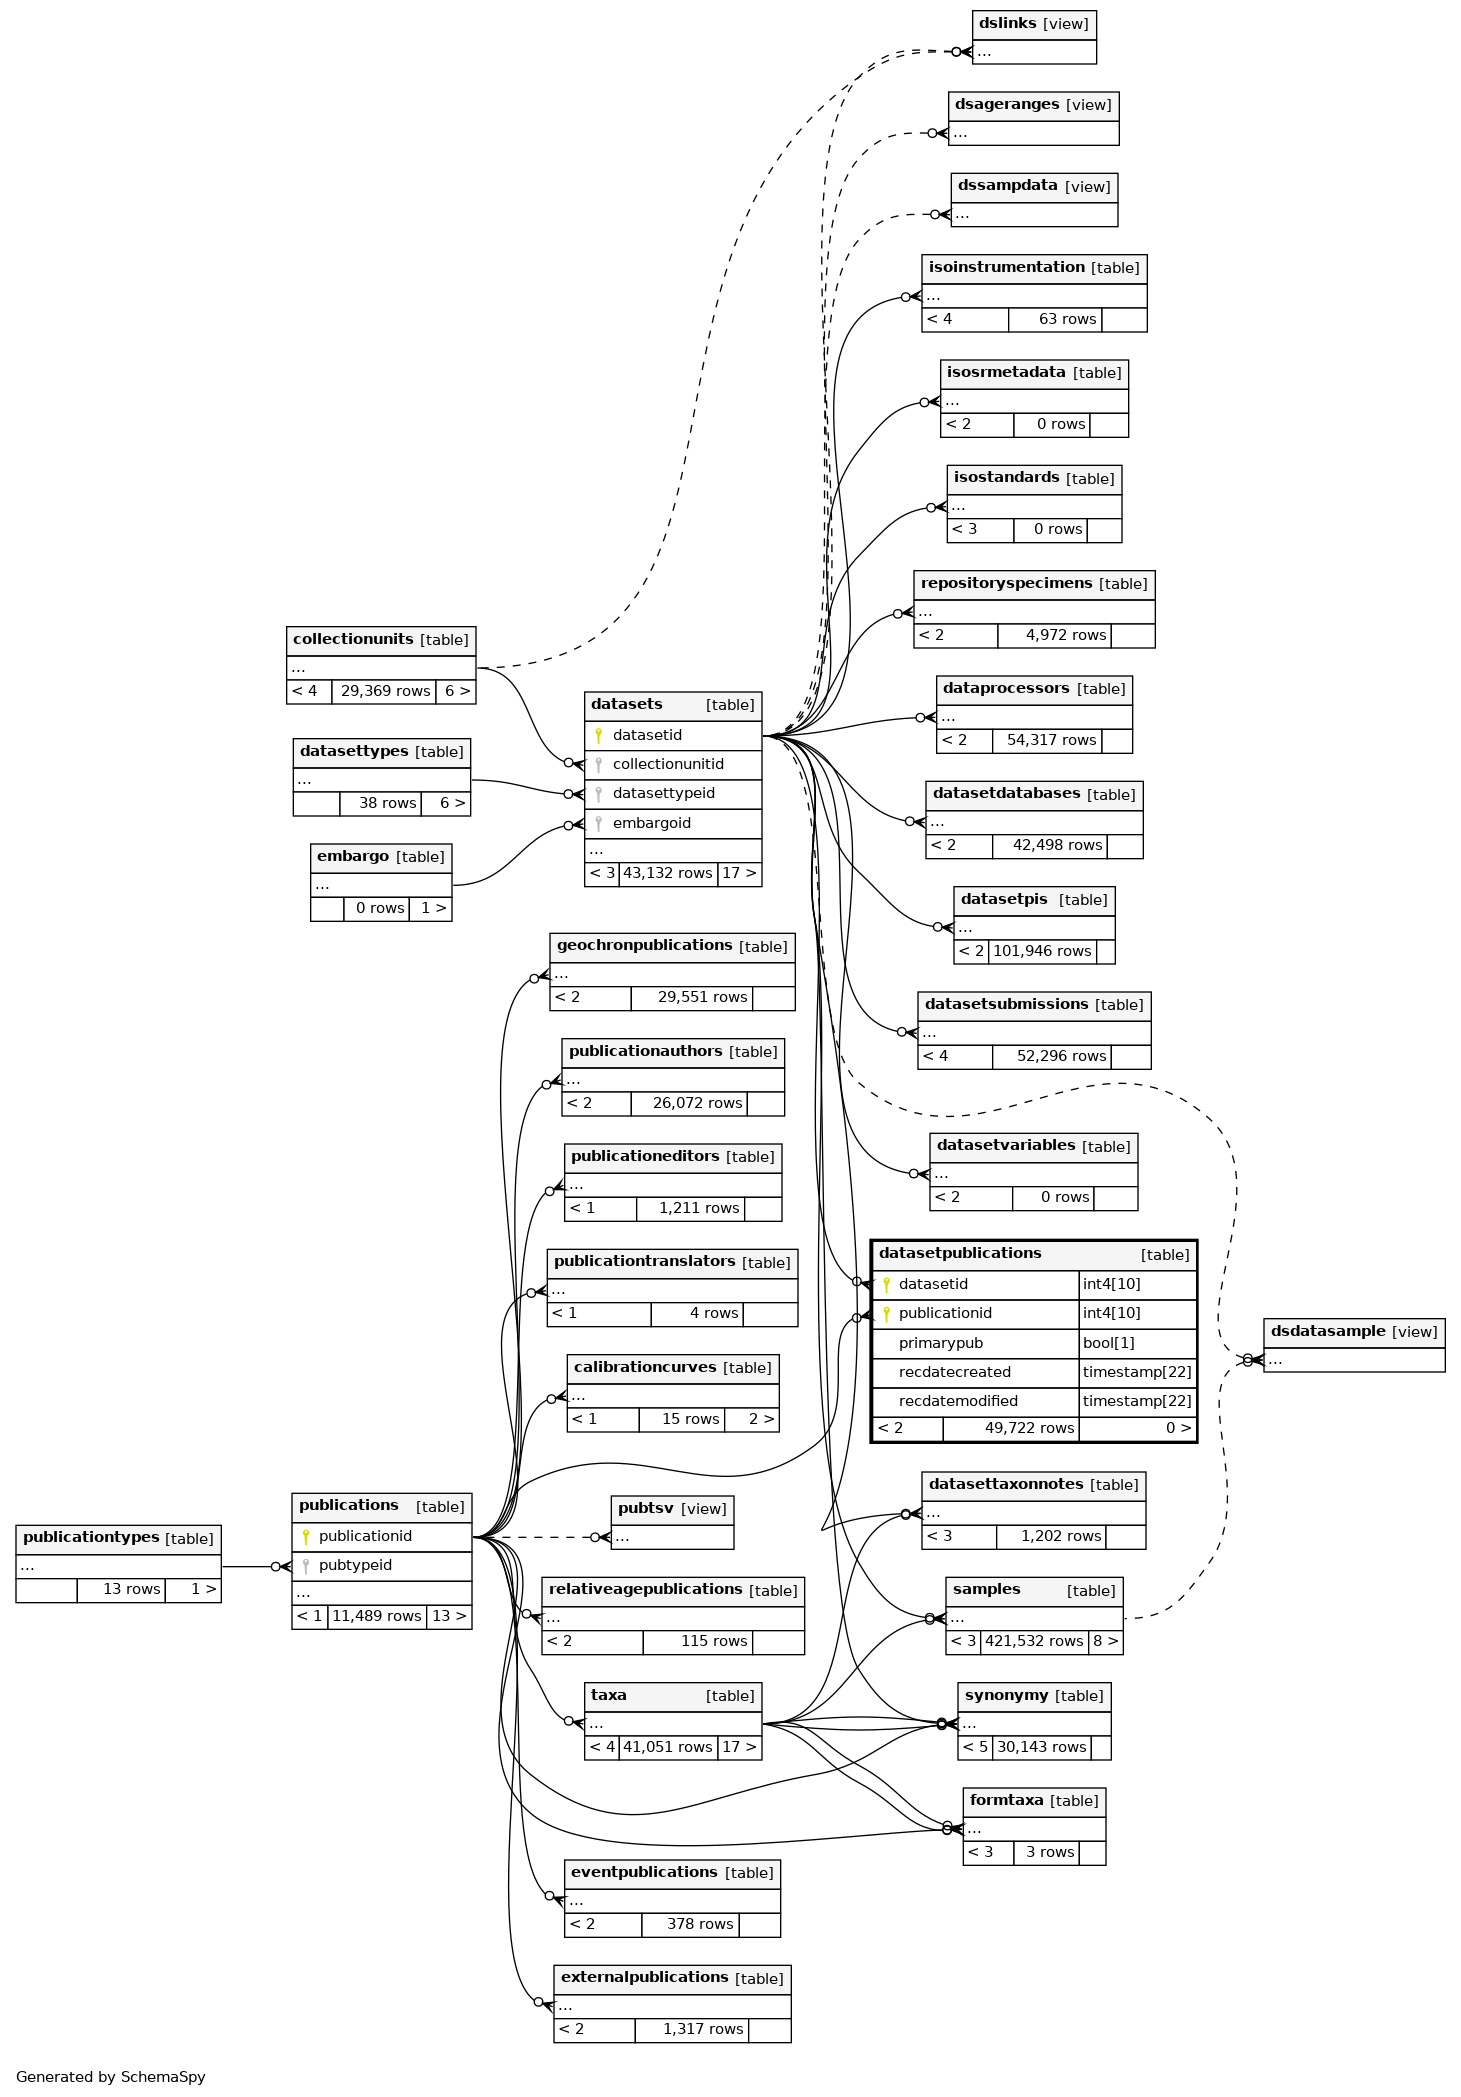 dslinks [view]
...
dsageranges [view]
...
dssampdata [view]
...
isoinstrumentation [table]
...
< 4 63 rows
isosrmetadata [table]
...
< 2 0 rows
isostandards [table]
...
< 3 0 rows
repositoryspecimens [table]
...
< 2 4,972 rows
collectionunits [table]
...
< 4 29,369 rows 6 >
datasettypes [table]
...
38 rows 6 >
embargo [table]
...
0 rows 1 >
datasets [table]
datasetid
collectionunitid
datasettypeid
embargoid
...
< 3 43,132 rows 17 >
dataprocessors [table]
...
< 2 54,317 rows
datasetdatabases [table]
...
< 2 42,498 rows
datasetpis [table]
...
< 2 101,946 rows
datasetsubmissions [table]
...
< 4 52,296 rows
datasetvariables [table]
...
< 2 0 rows
geochronpublications [table]
...
< 2 29,551 rows
publicationauthors [table]
...
< 2 26,072 rows
publicationeditors [table]
...
< 1 1,211 rows
publicationtranslators [table]
...
< 1 4 rows
calibrationcurves [table]
...
< 1 15 rows 2 >
datasetpublications [table]
datasetid int4[10]
publicationid int4[10]
primarypub bool[1]
recdatecreated timestamp[22]
recdatemodified timestamp[22]
< 2 49,722 rows 0 >
dsdatasample [view]
...
publicationtypes [table]
...
13 rows 1 >
publications [table]
publicationid
pubtypeid
...
< 1 11,489 rows 13 >
pubtsv [view]
...
relativeagepublications [table]
...
< 2 115 rows
taxa [table]
...
< 4 41,051 rows 17 >
datasettaxonnotes [table]
...
< 3 1,202 rows
samples [table]
...
< 3 421,532 rows 8 >
synonymy [table]
...
< 5 30,143 rows
formtaxa [table]
...
< 3 3 rows
eventpublications [table]
...
< 2 378 rows
externalpublications [table]
...
< 2 1,317 rows
Generated by SchemaSpy